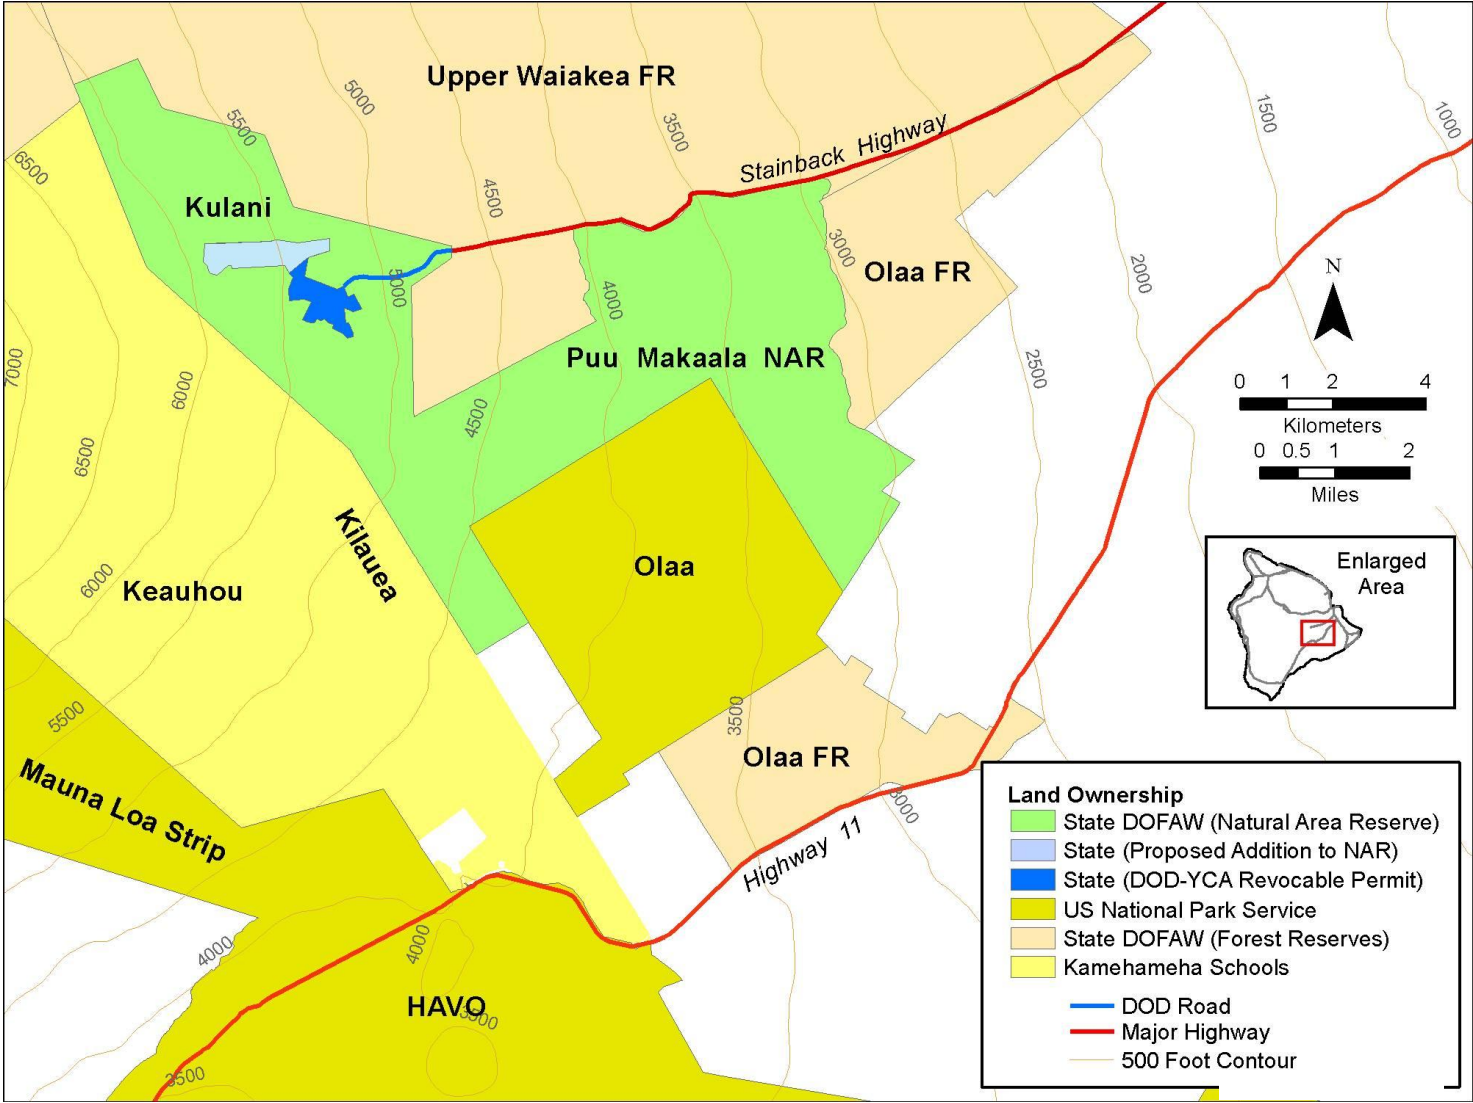 Upper Waiakea FR
5000
5500
3500
1500
1000
Stainback Highway
6500
4500
Kulani
3000
Olaa FR
2000
N
5000
4000
7000
6000
Puu Makaala NAR
2500
0 1 2 4
Kilometers
0 0.5 1 2
Miles
4500
6500
Kilauea
Olaa
Enlarged
Area
6000
Keauhou
5500
3500
Olaa FR
Mauna Loa Strip
3000
Highway 11
4000
4000
HAVO
3500
3500
Land Ownership
State DOFAW (Natural Area Reserve)
State (Proposed Addition to NAR)
State (DOD-YCA Revocable Permit)
US National Park Service
State DOFAW (Forest Reserves)
Kamehameha Schools
DOD Road
Major Highway
500 Foot Contour